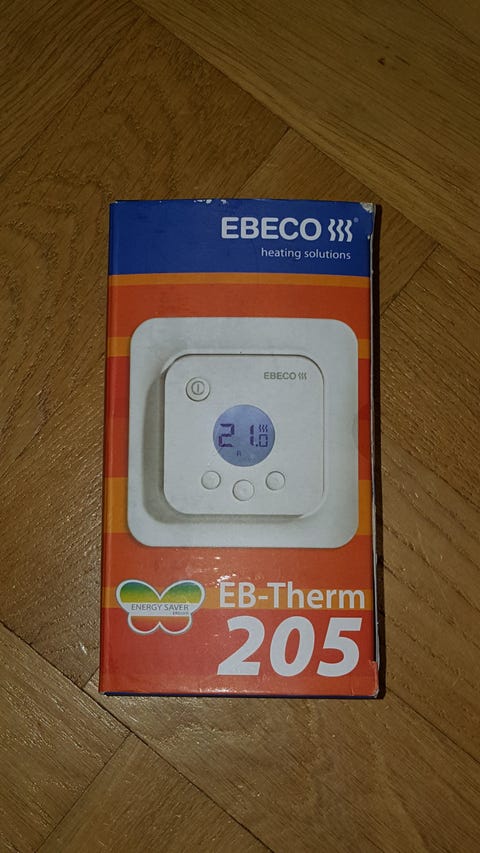 EBECO
heating solutions
EBECO
21.0
A
ENERGY SAVER
EB-Therm
205